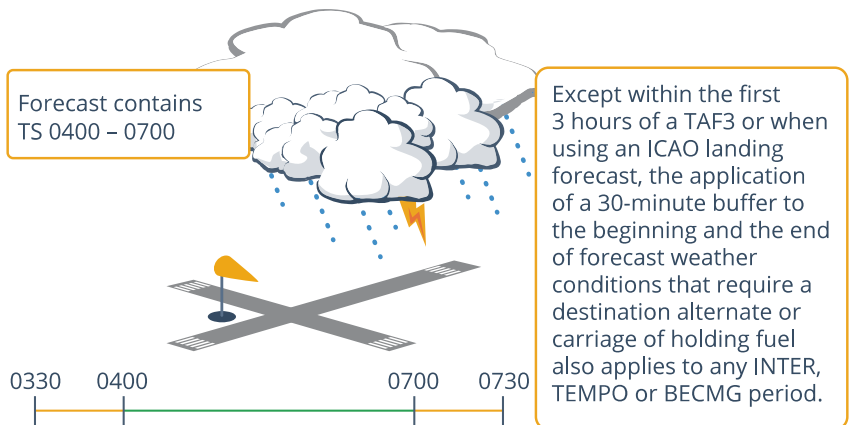 Forecast contains
TS 0400 – 0700
Except within the first
3 hours of a TAF3 or when
using an ICAO landing
forecast, the application
of a 30-minute buffer to
the beginning and the end
of forecast weather
conditions that require a
destination alternate or
carriage of holding fuel
also applies to any INTER,
TEMPO or BECMG period.
0330 0400 0700 0730